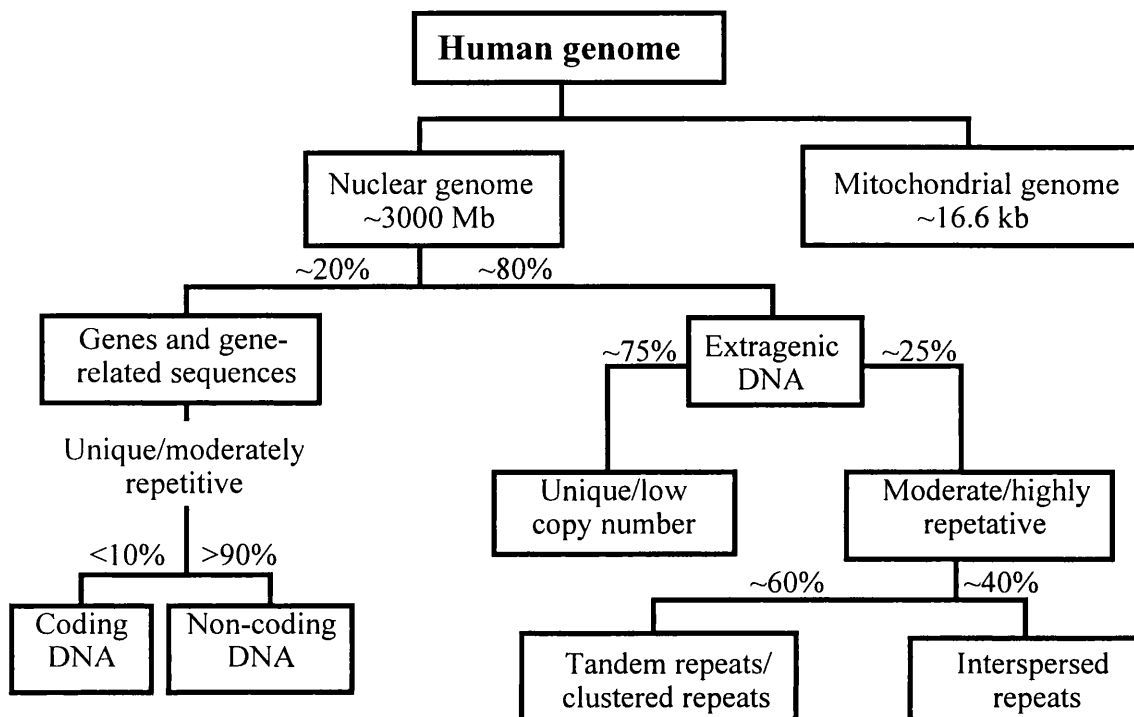 Human genome
Nuclear genome
~3000 Mb
Mitochondrial genome
~16.6 kb
~20%
~80%
Genes and gene-
related sequences
~75%
Extragenic
DNA
~25%
Unique/moderately
repetitive
Unique/low
copy number
Moderate/highly
repetative
<10%
>90%
~60%
~40%
Coding
DNA
Non-coding
DNA
Tandem repeats/
clustered repeats
Interspersed
repeats